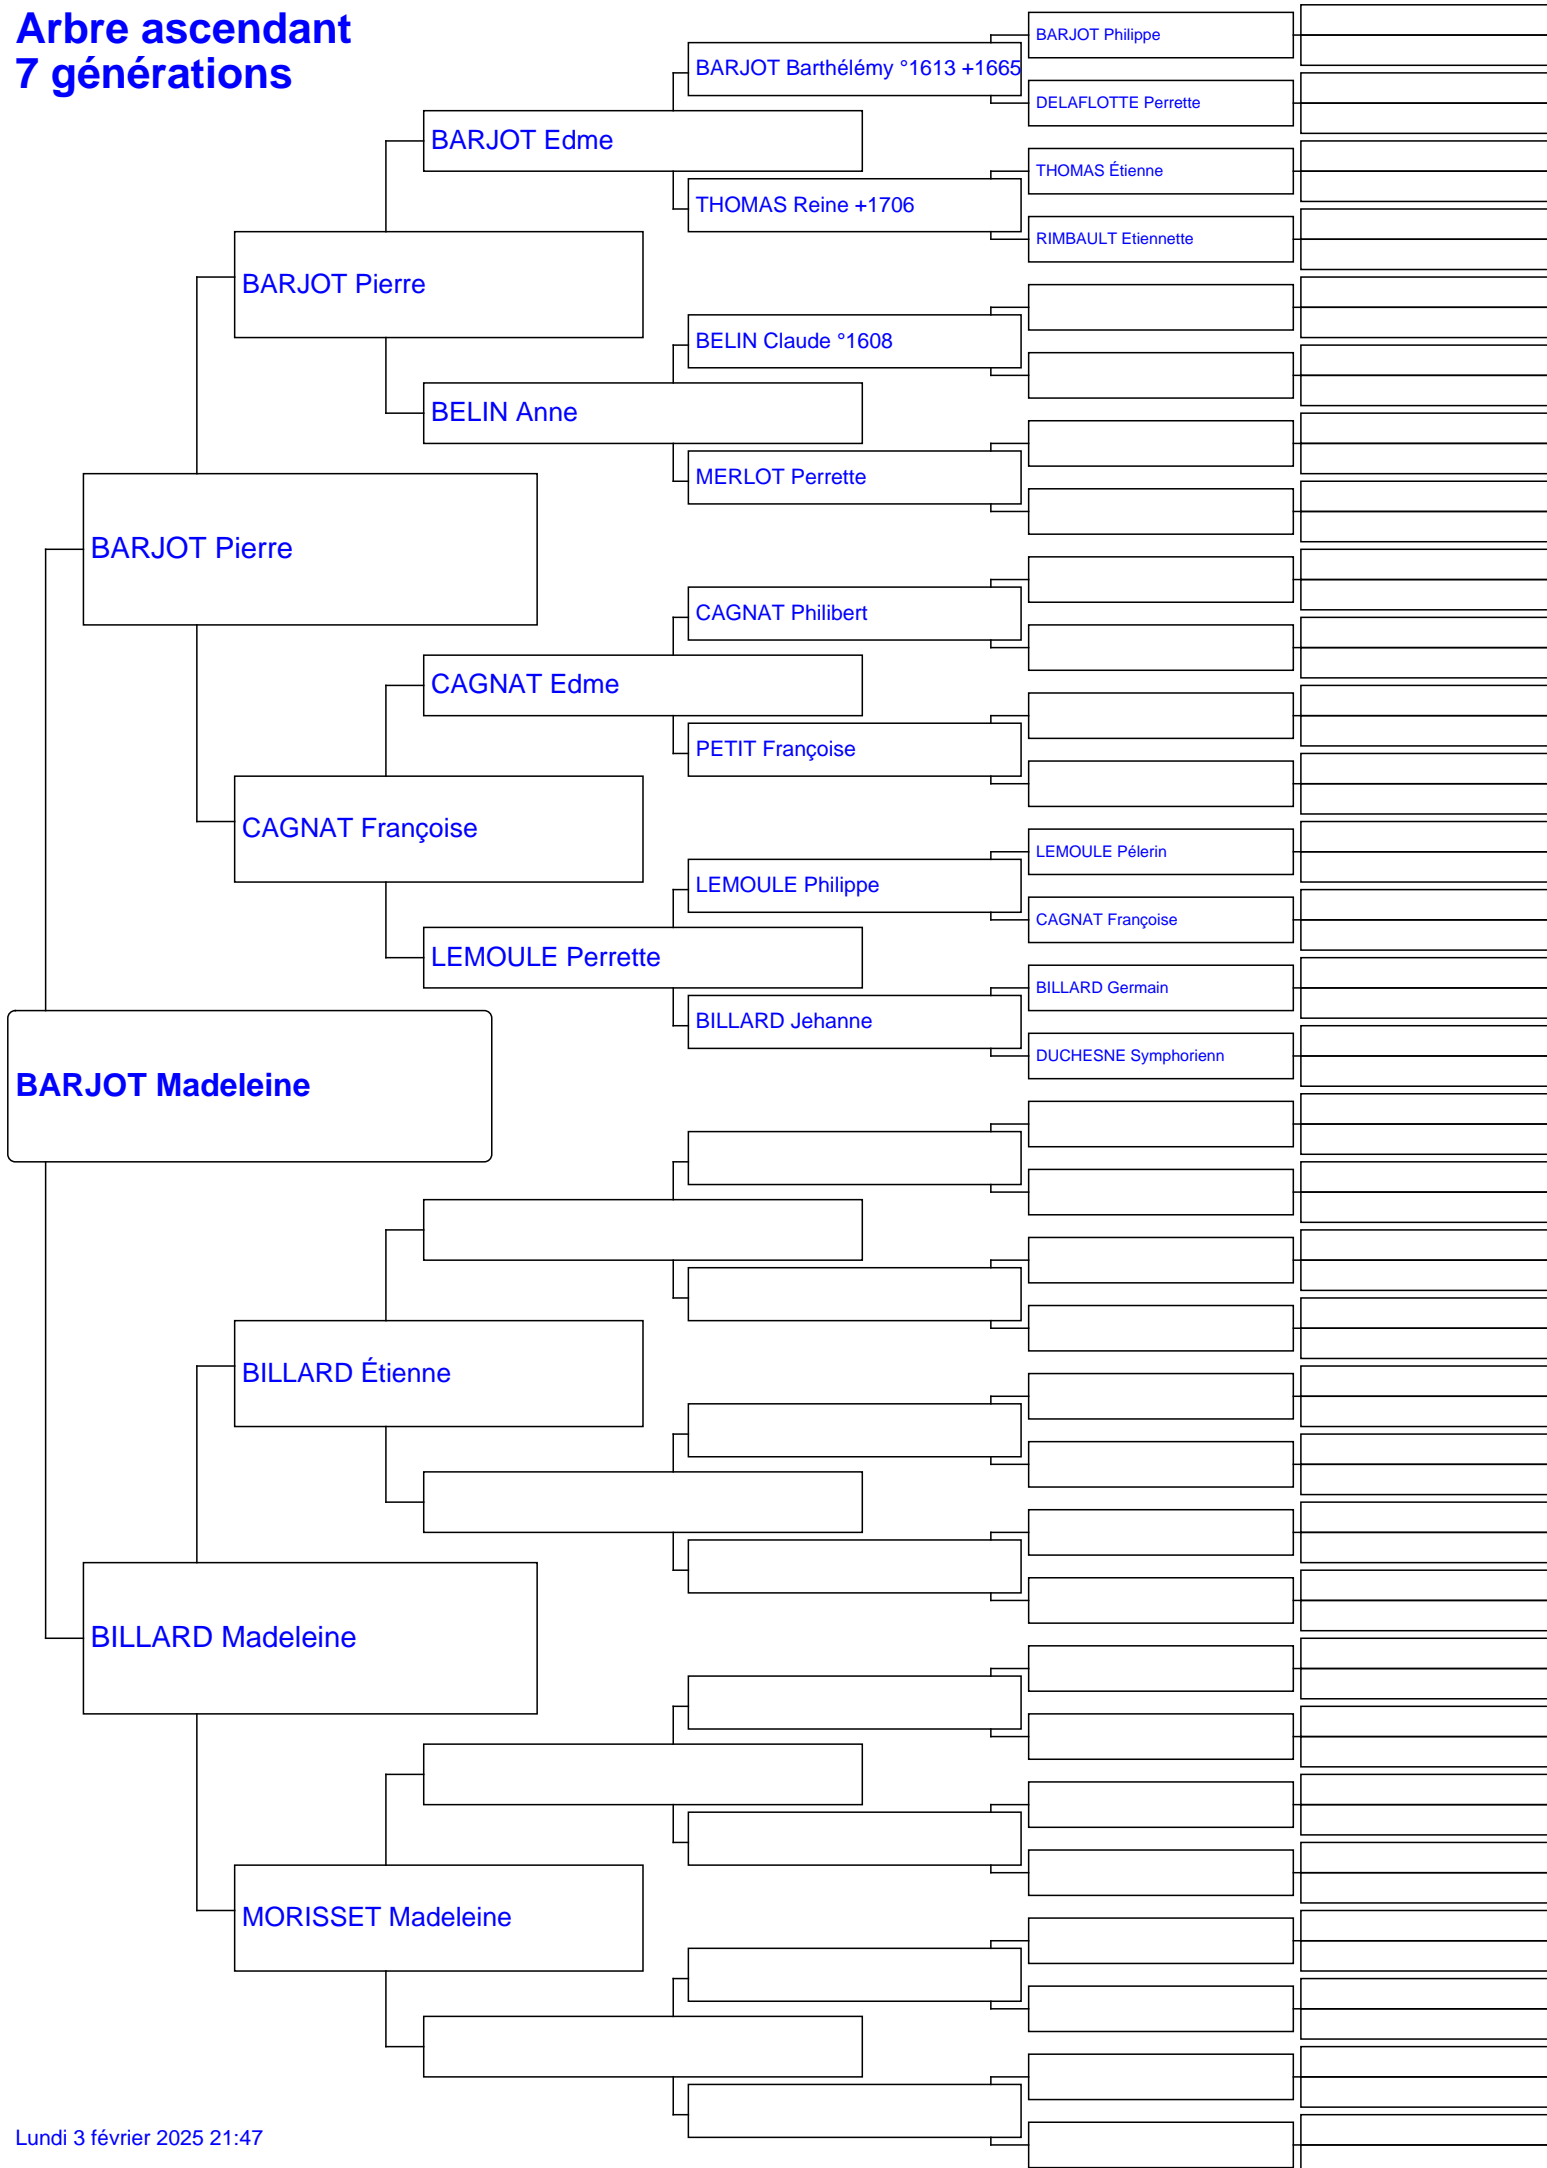 Arbre ascendant
7 générations
BARJOT Philippe
BARJOT Barthélémy °1613 +1665
DELAFLOTTE Perrette
BARJOT Edme
THOMAS Étienne
THOMAS Reine +1706
RIMBAULT Etiennette
BARJOT Pierre
BELIN Claude °1608
BELIN Anne
MERLOT Perrette
BARJOT Pierre
CAGNAT Philibert
CAGNAT Edme
PETIT Françoise
CAGNAT Françoise
LEMOULE Pélerin
LEMOULE Philippe
CAGNAT Françoise
LEMOULE Perrette
BILLARD Germain
BILLARD Jehanne
DUCHESNE Symphorienn
BARJOT Madeleine
BILLARD Étienne
BILLARD Madeleine
MORISSET Madeleine
Lundi 3 février 2025 21:47